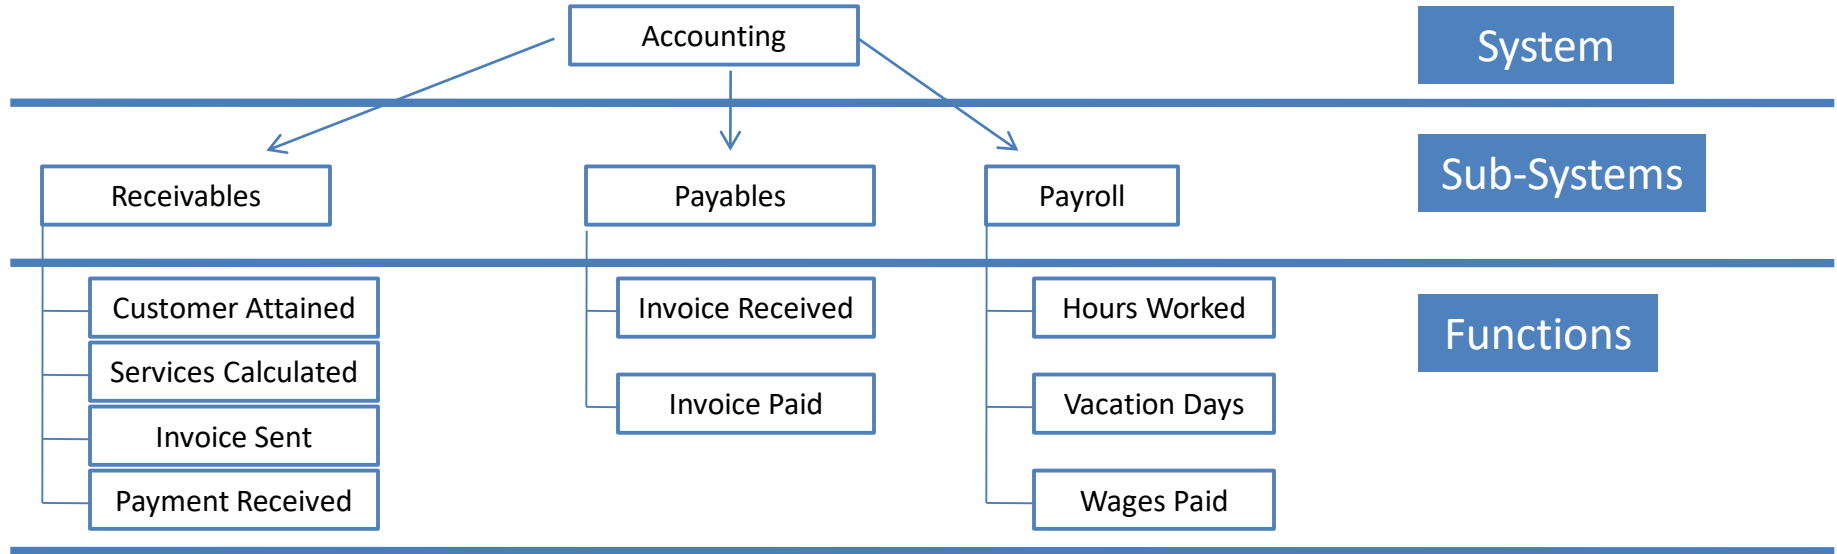 Accounting
System
Receivables
Payables
Payroll
Sub-Systems
Customer Attained
Services Calculated
Invoice Sent
Payment Received
Invoice Received
Invoice Paid
Hours Worked
Vacation Days
Wages Paid
Functions